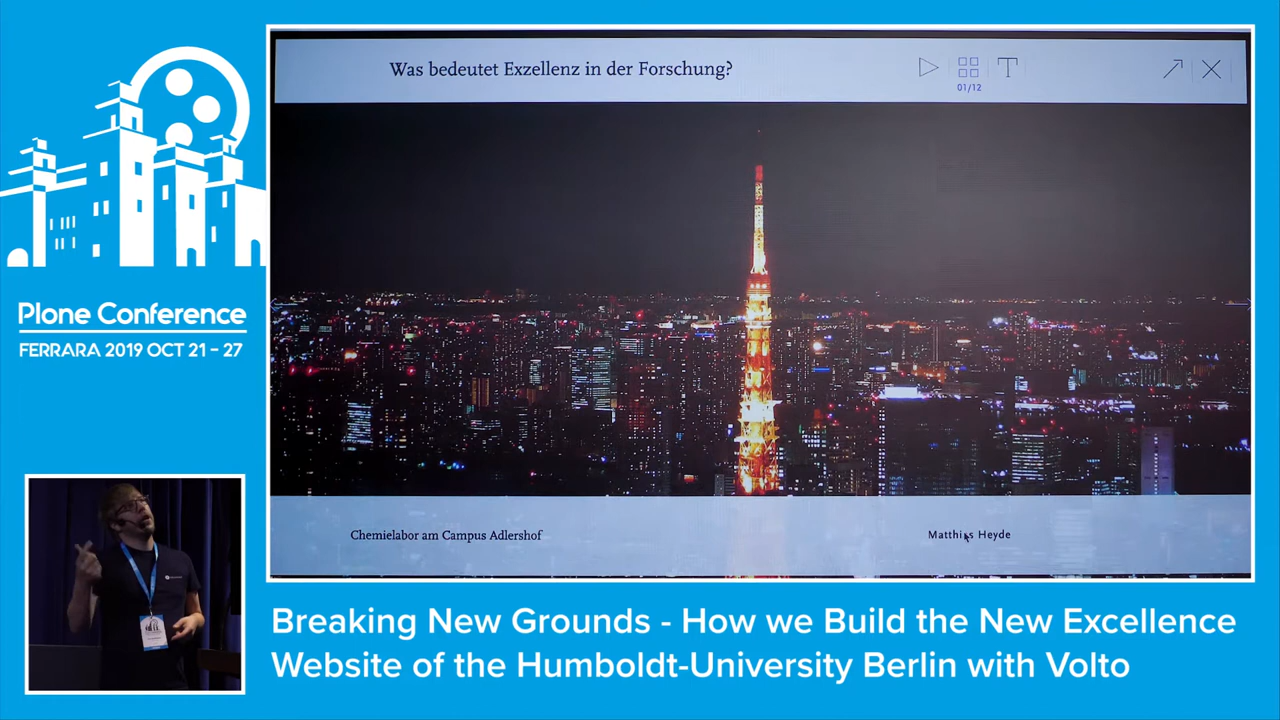 Was bedeutet Exzellenz in der Forschung?
01/12
Plone Conference
FERRARA 2019 OCT 21 - 27
Chemielabor am Campus Adlershof
Matthias Heyde
Breaking New Grounds - How we Build the New Excellence
Website of the Humboldt-University Berlin with Volto